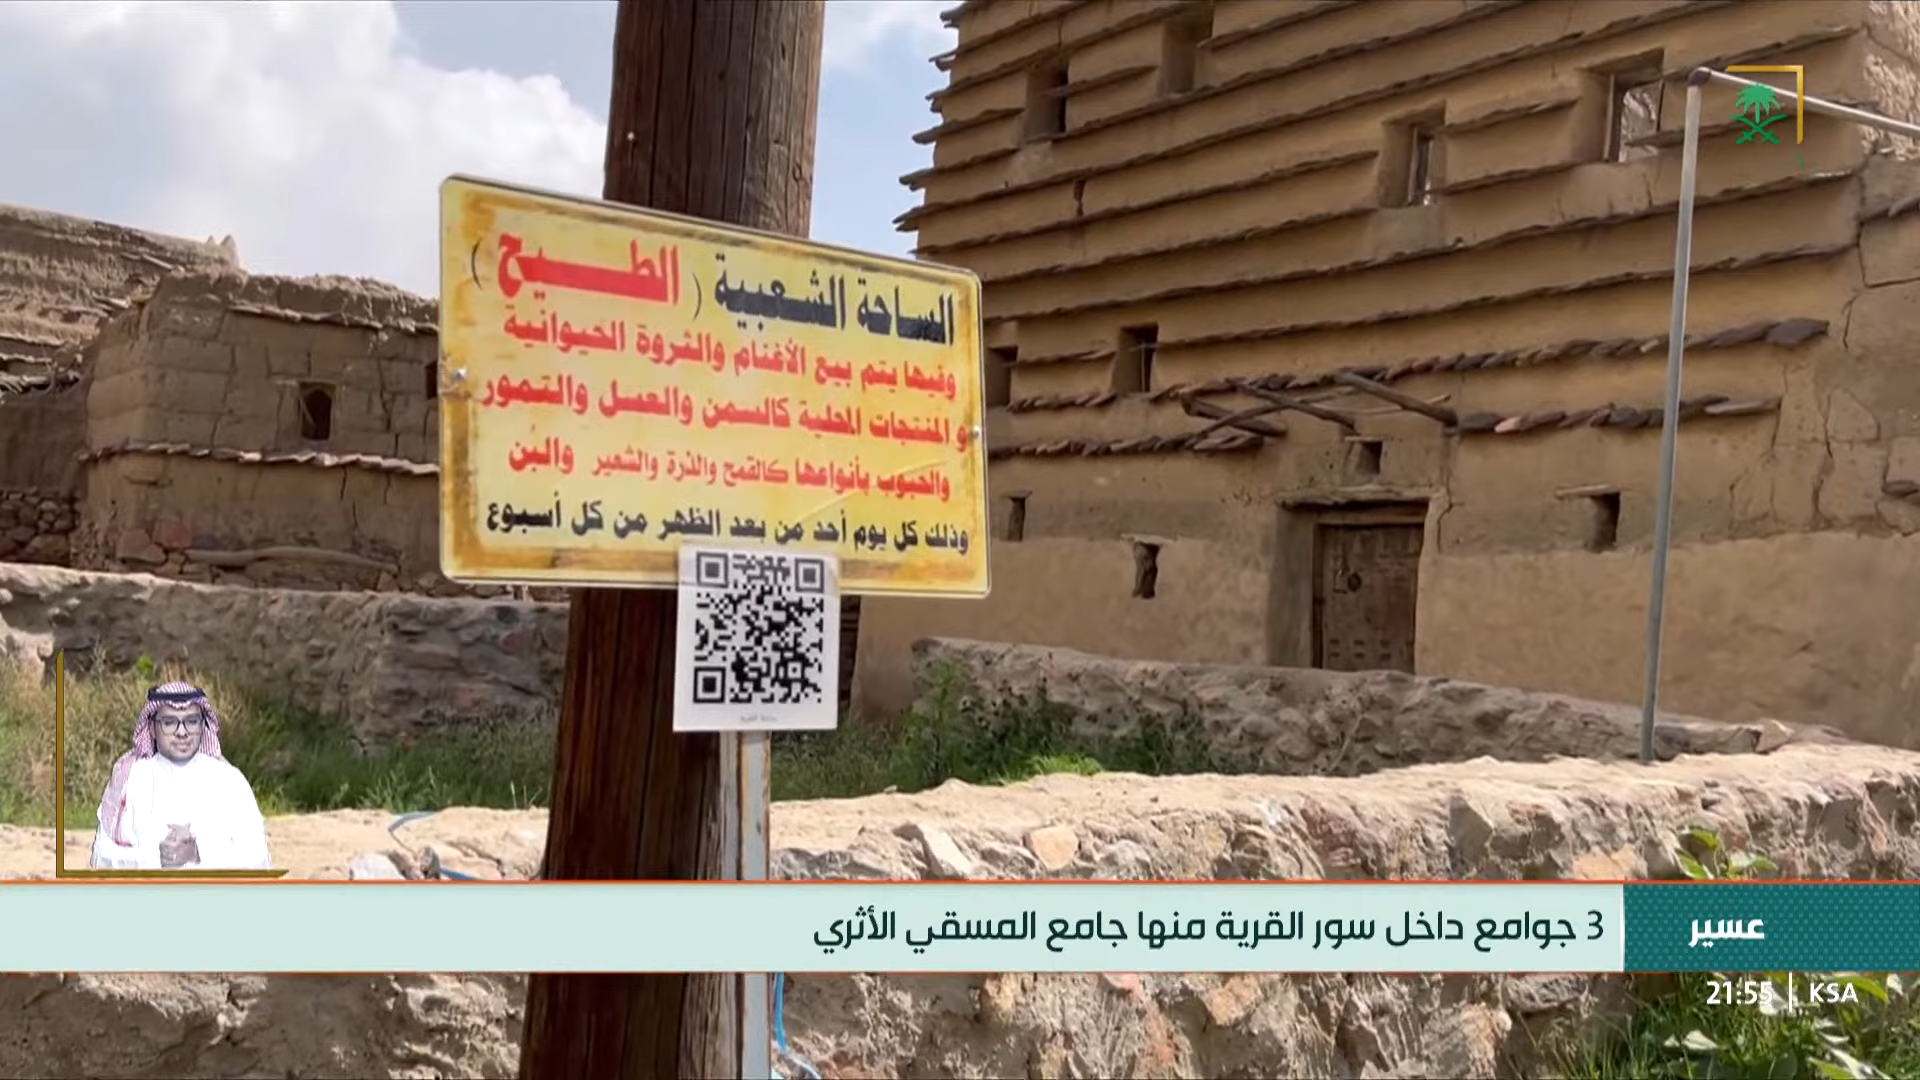 الساحة الشعبية ( الطـيح )
وفيها يتم بيع الأغنام والثروة الحيوانية
و المنتجات المحلية كالسمن والعسل والتمور
والحبوب بأنواعها كالقمح والذرة والشعير والبُن
وذلك كل يوم أحد من بعد الظهر من كل أسبوع
عسير
3 جوامع داخل سور القرية منها جامع المسقي الأثري
21:55 | KSA